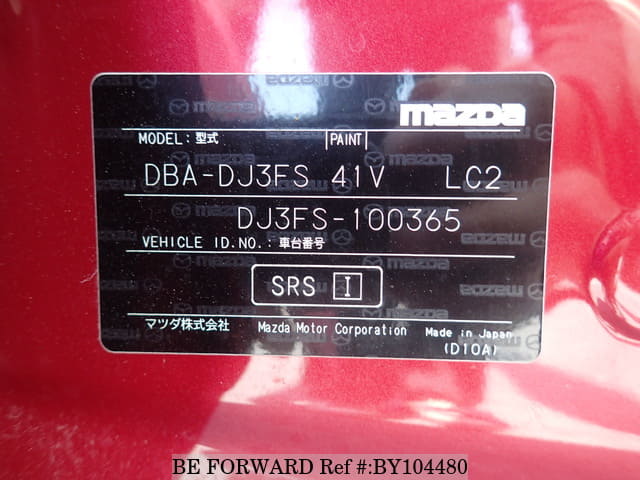 mazda
MODEL: 型式 PAINT
DBA-DJ3FS 41V LC2
DJ3FS-100365
VEHICLE ID.NO.: 車台番号
SRS I
マツダ株式会社 Mazda Motor Corporation Made in Japan
(D10A)
BE FORWARD Ref #:BY104480